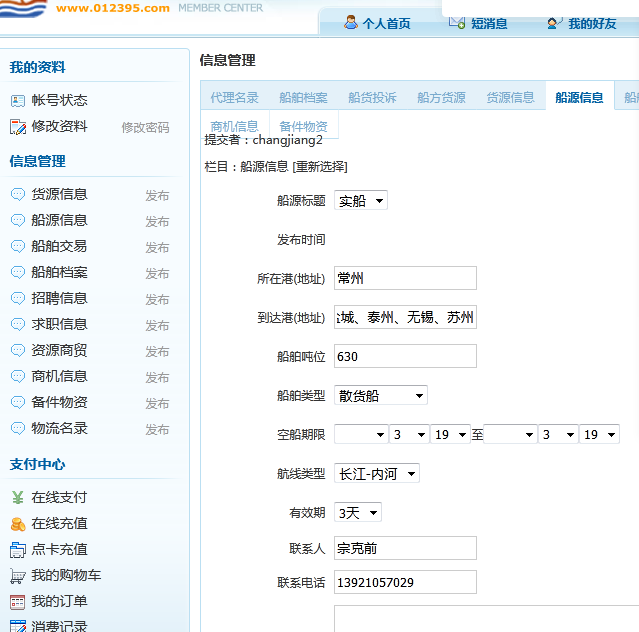 www.012395.com MEMBER CENTER
个人首页 短消息 我的好友
我的资料
帐号状态
修改资料 修改密码
信息管理
货源信息 发布
船源信息 发布
船舶交易 发布
船舶档案 发布
招聘信息 发布
求职信息 发布
资源商贸 发布
商机信息 发布
备件物资 发布
物流名录 发布
支付中心
在线支付
在线充值
点卡充值
我的购物车
我的订单
消费记录
信息管理
代理名录 船舶档案 船货投诉 船方货源 货源信息 船源信息
商机信息 备件物资
提交者：changjiang2
栏目：船源信息 [重新选择]
船源标题 实船
发布时间
所在港(地址) 常州
到达港(地址) 城、泰州、无锡、苏州
船舶吨位 630
船舶类型 散货船
空船期限 3 19 至 3 19
航线类型 长江-内河
有效期 3天
联系人 宗克前
联系电话 13921057029